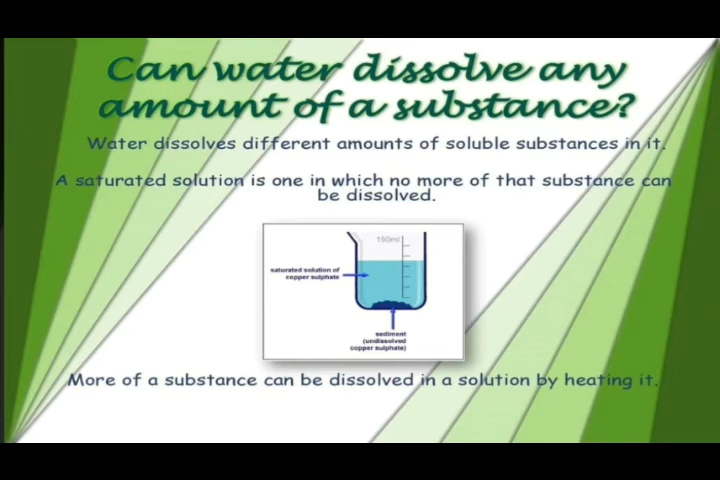 Can water dissolve any
amount of a substance?
Water dissolves different amounts of soluble substances in it.
A saturated solution is one in which no more of that substance can
be dissolved.
150ml
saturated solution of
copper sulphate
sediment
(undissolved
copper sulphate)
More of a substance can be dissolved in a solution by heating it.